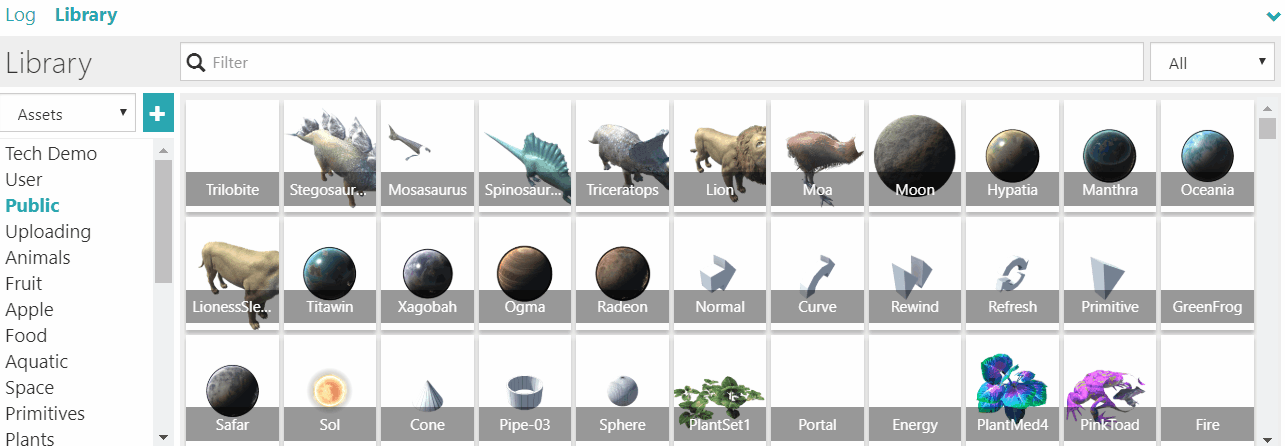 Log Library
Library
Filter
All
Assets
Tech Demo
User
Public
Uploading
Animals
Fruit
Apple
Food
Aquatic
Space
Primitives
Plants
Trilobite Stegosaur... Mosasaurus Spinosaur... Triceratops Lion Moa Moon Hypatia Manthra Oceania
LionessSle... Titawin Xagobah Ogma Radeon Normal Curve Rewind Refresh Primitive GreenFrog
Safar Sol Cone Pipe-03 Sphere PlantSet1 Portal Energy PlantMed4 PinkToad Fire